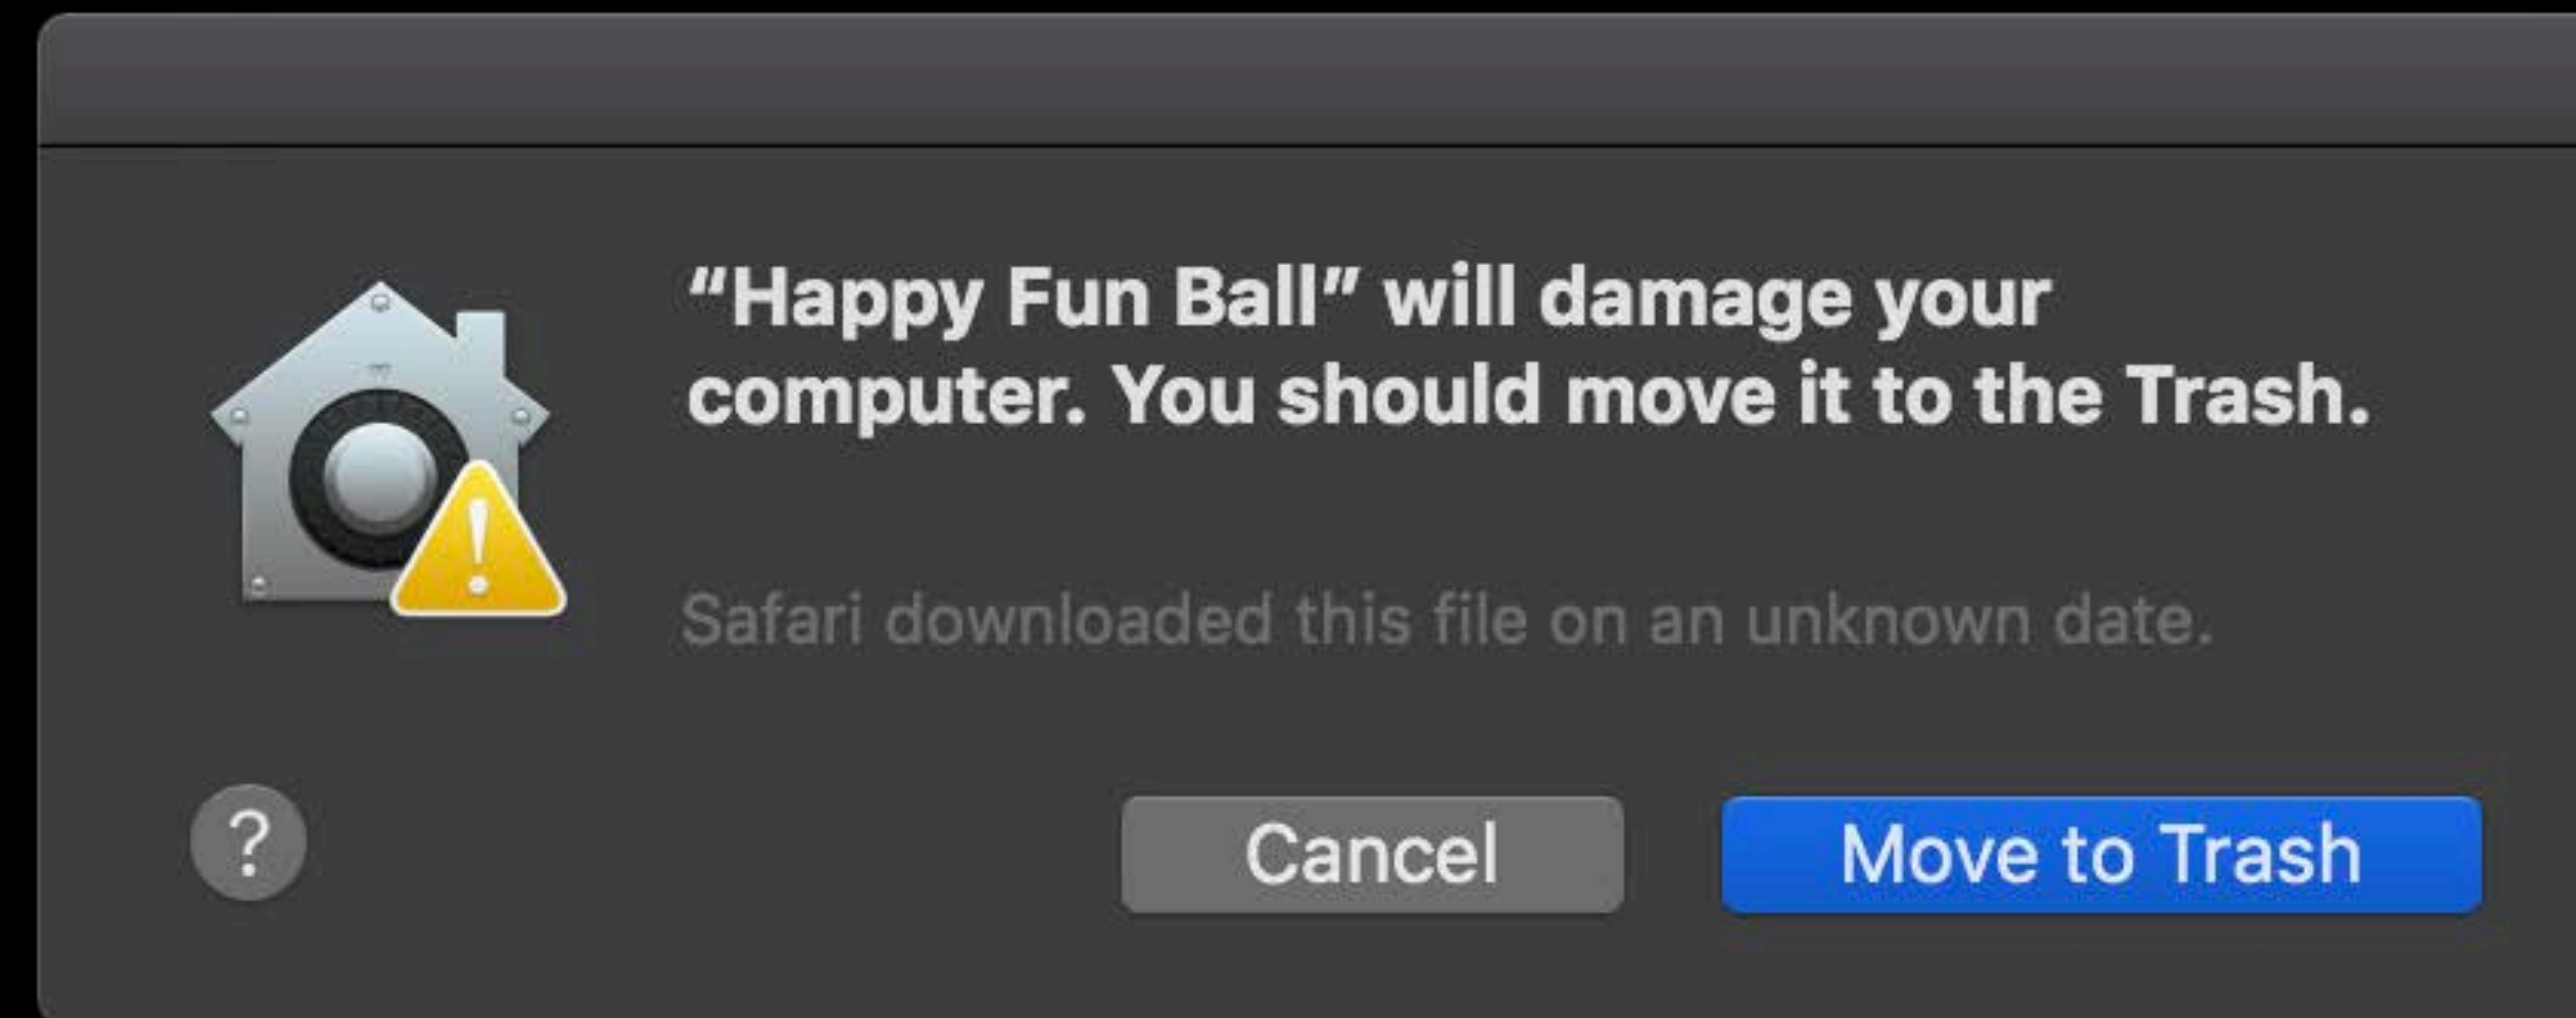 “Happy Fun Ball” will damage your
computer. You should move it to the Trash.
Safari downloaded this file on an unknown date.
?
Cancel
Move to Trash